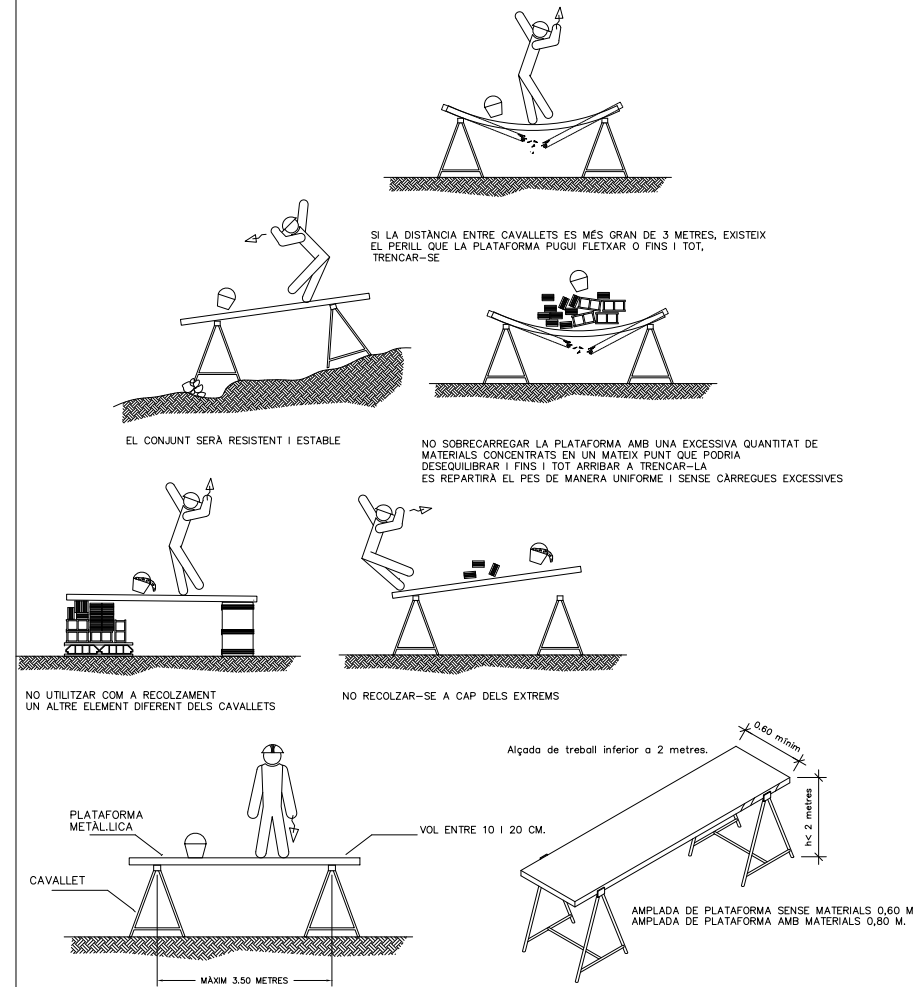 SI LA DISTÀNCIA ENTRE CAVALLETS ES MÉS GRAN DE 3 METRES, EXISTEIX
EL PERILL QUE LA PLATAFORMA PUGUI FLETXAR O FINS I TOT,
TRENCAR-SE
EL CONJUNT SERÀ RESISTENT I ESTABLE
NO SOBRECARREGAR LA PLATAFORMA AMB UNA EXCESSIVA QUANTITAT DE
MATERIALS CONCENTRATS EN UN MATEIX PUNT QUE PODRIA
DESEQUILIBRAR I FINS I TOT ARRIBAR A TRENCAR-LA
ES REPARTIRÀ EL PES DE MANERA UNIFORME I SENSE CÀRREGUES EXCESSIVES
NO UTILITZAR COM A RECOLZAMENT
UN ALTRE ELEMENT DIFERENT DELS CAVALLETS
NO RECOLZAR-SE A CAP DELS EXTREMS
PLATAFORMA
METÀL.LICA
CAVALLET
VOL ENTRE 10 I 20 CM.
MÀXIM 3.50 METRES
Alçada de treball inferior a 2 metres.
0.60 mínim
h< 2 metres
AMPLADA DE PLATAFORMA SENSE MATERIALS 0,60 M
AMPLADA DE PLATAFORMA AMB MATERIALS 0,80 M.